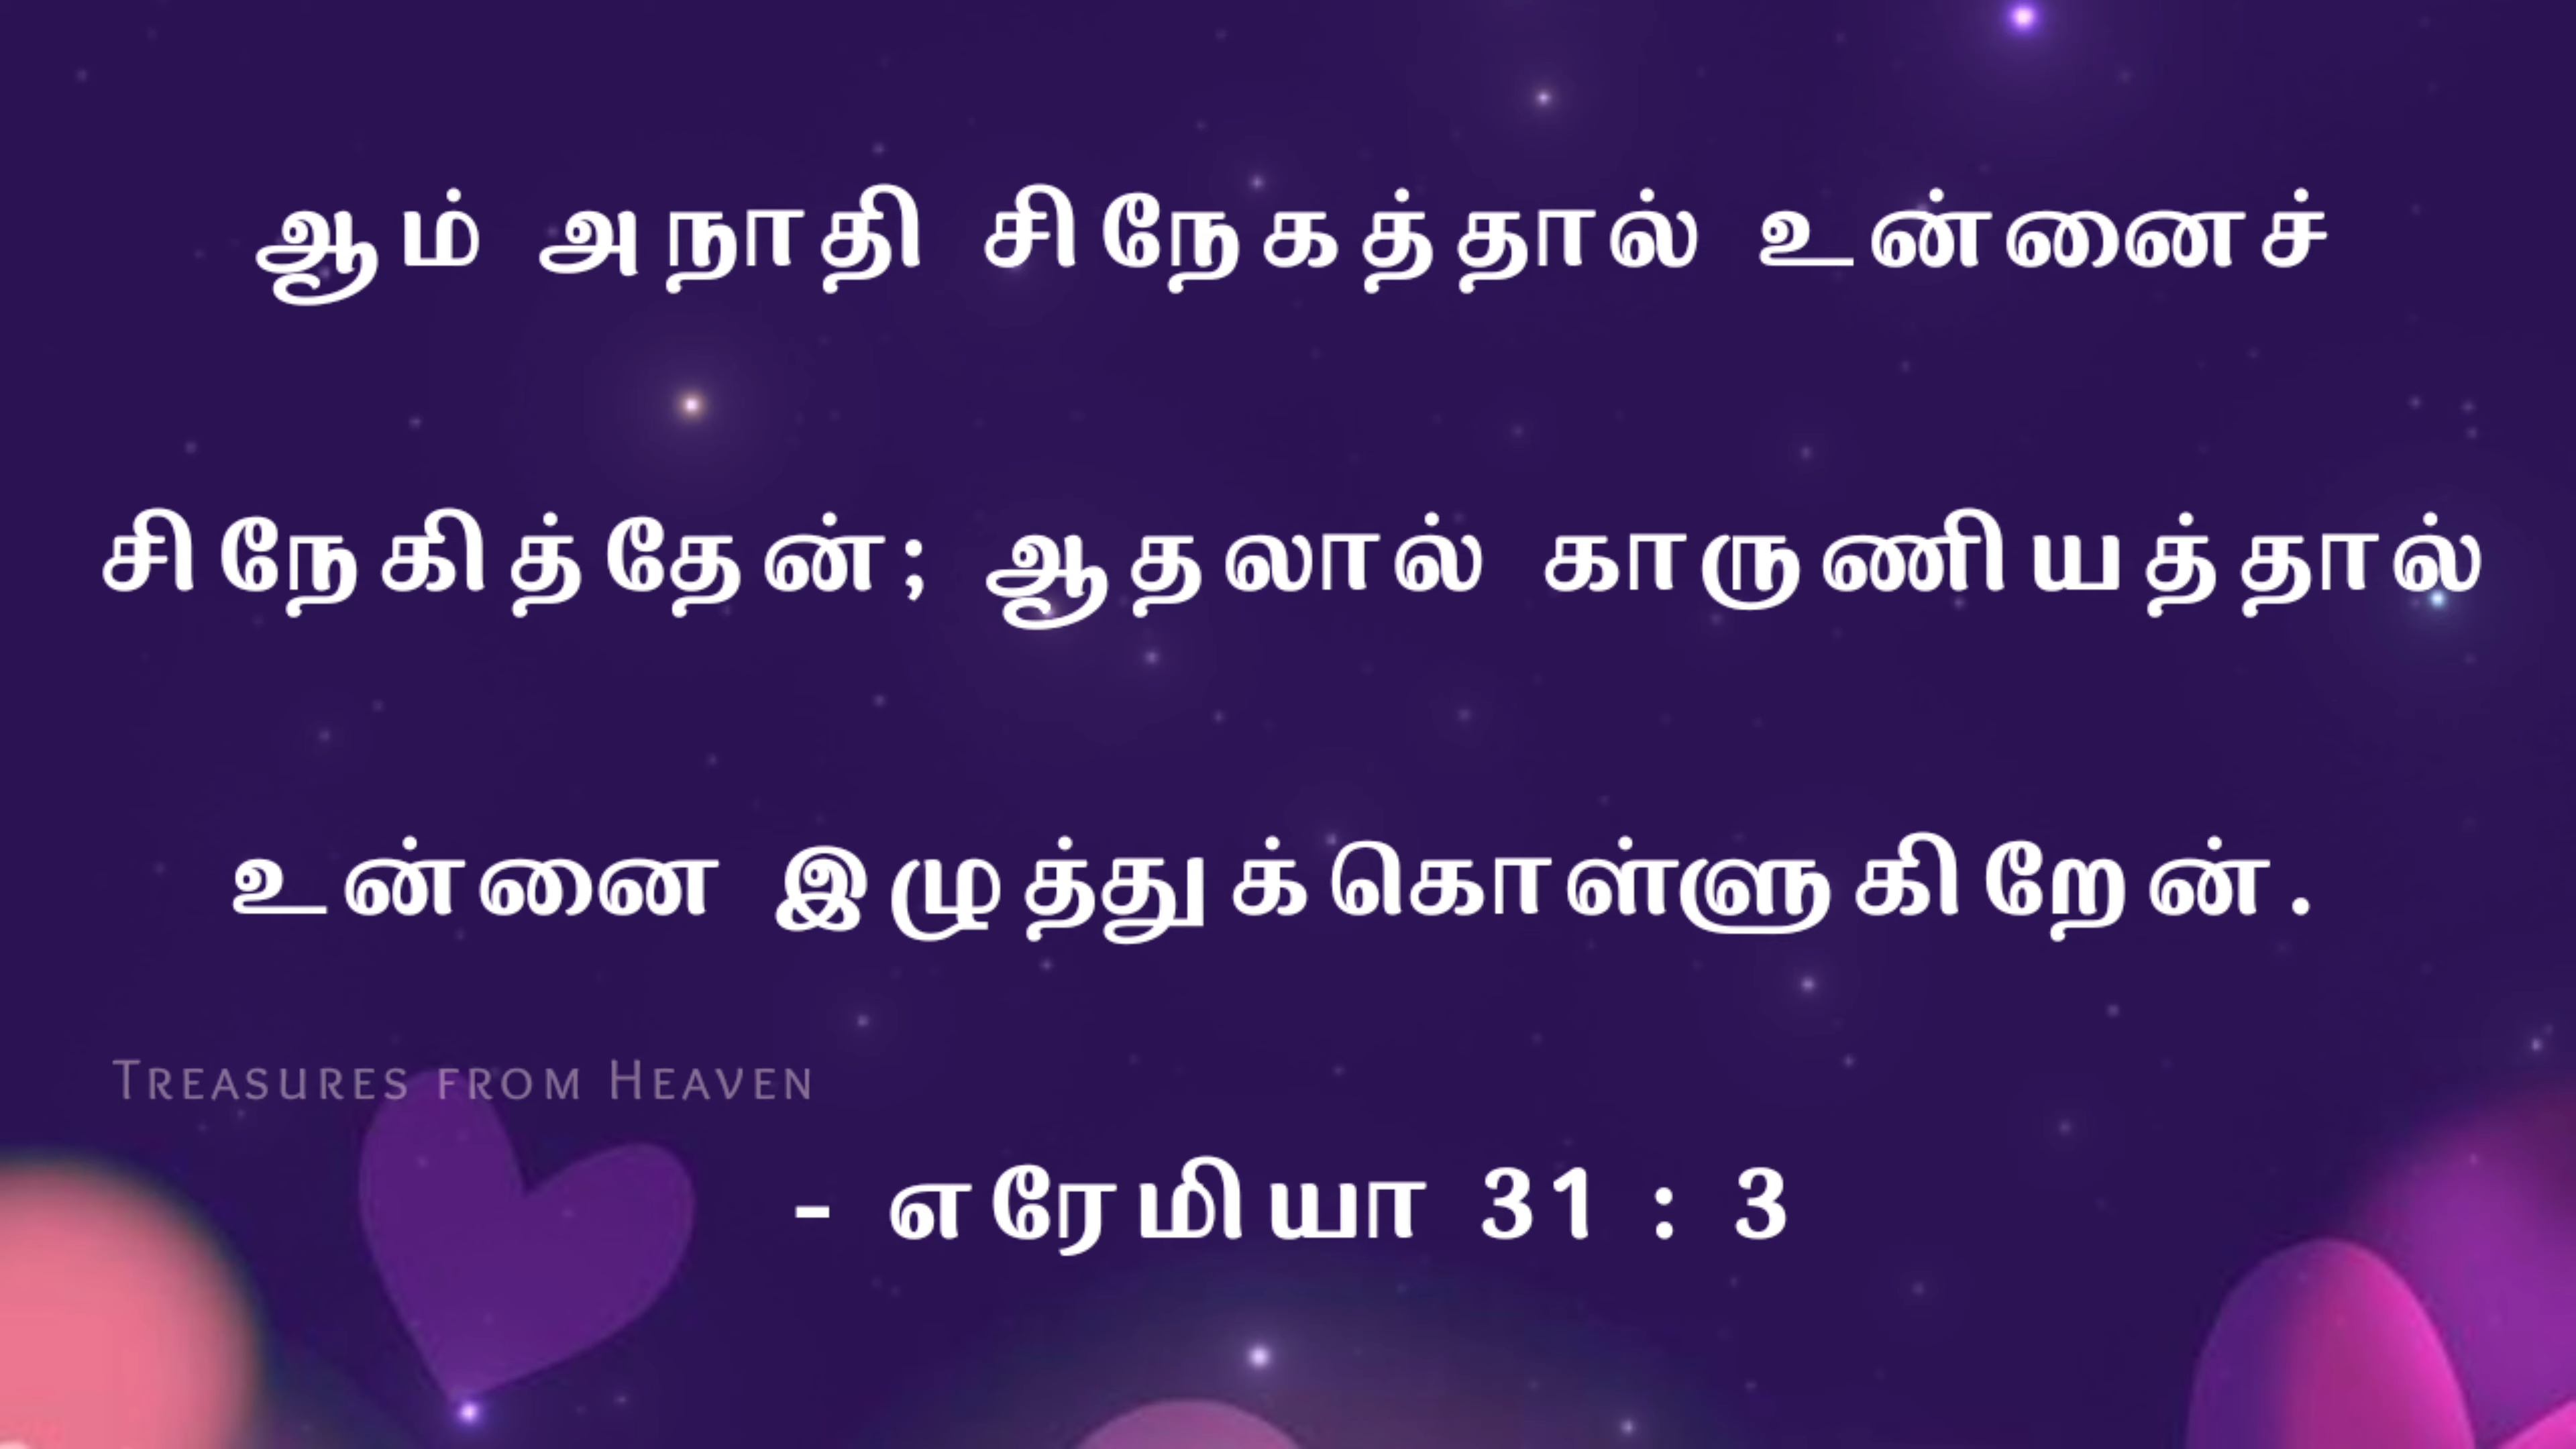 ஆம் அநாதி சிநேகத்தால் உன்னைச்
சிநேகித்தேன்; ஆதலால் காருணியத்தால்
உன்னை இழுத்துக்கொள்ளுகிறேன்.
TREASURES FROM HEAVEN
- எரேமியா 31 : 3